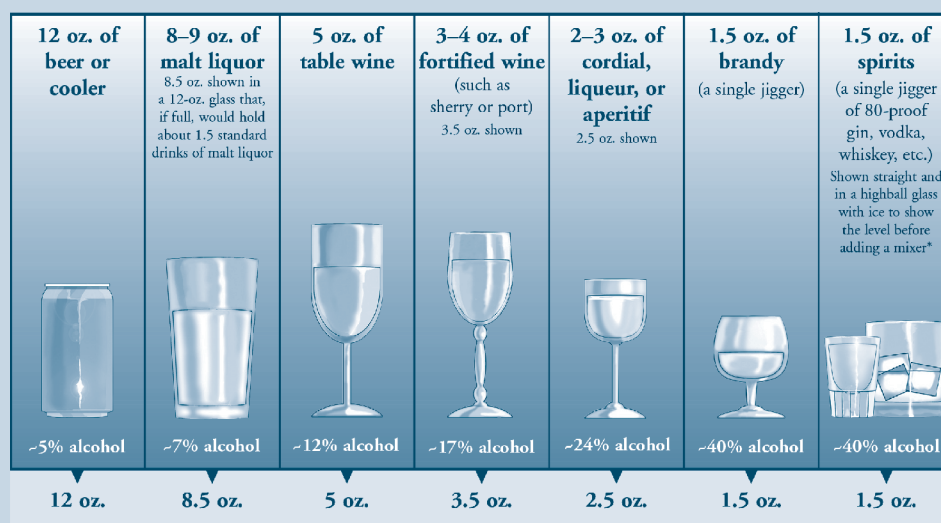 12 oz. of
beer or
cooler
8–9 oz. of
malt liquor
8.5 oz. shown in
a 12-oz. glass that,
if full, would hold
about 1.5 standard
drinks of malt liquor
5 oz. of
table wine
3–4 oz. of
fortified wine
(such as
sherry or port)
3.5 oz. shown
2–3 oz. of
cordial,
liqueur, or
aperitif
2.5 oz. shown
1.5 oz. of
brandy
(a single jigger)
1.5 oz. of
spirits
(a single jigger
of 80-proof
gin, vodka,
whiskey, etc.)
Shown straight and
in a highball glass
with ice to show
the level before
adding a mixer*
~5% alcohol
~7% alcohol
~12% alcohol
~17% alcohol
~24% alcohol
~40% alcohol
~40% alcohol
12 oz.
8.5 oz.
5 oz.
3.5 oz.
2.5 oz.
1.5 oz.
1.5 oz.